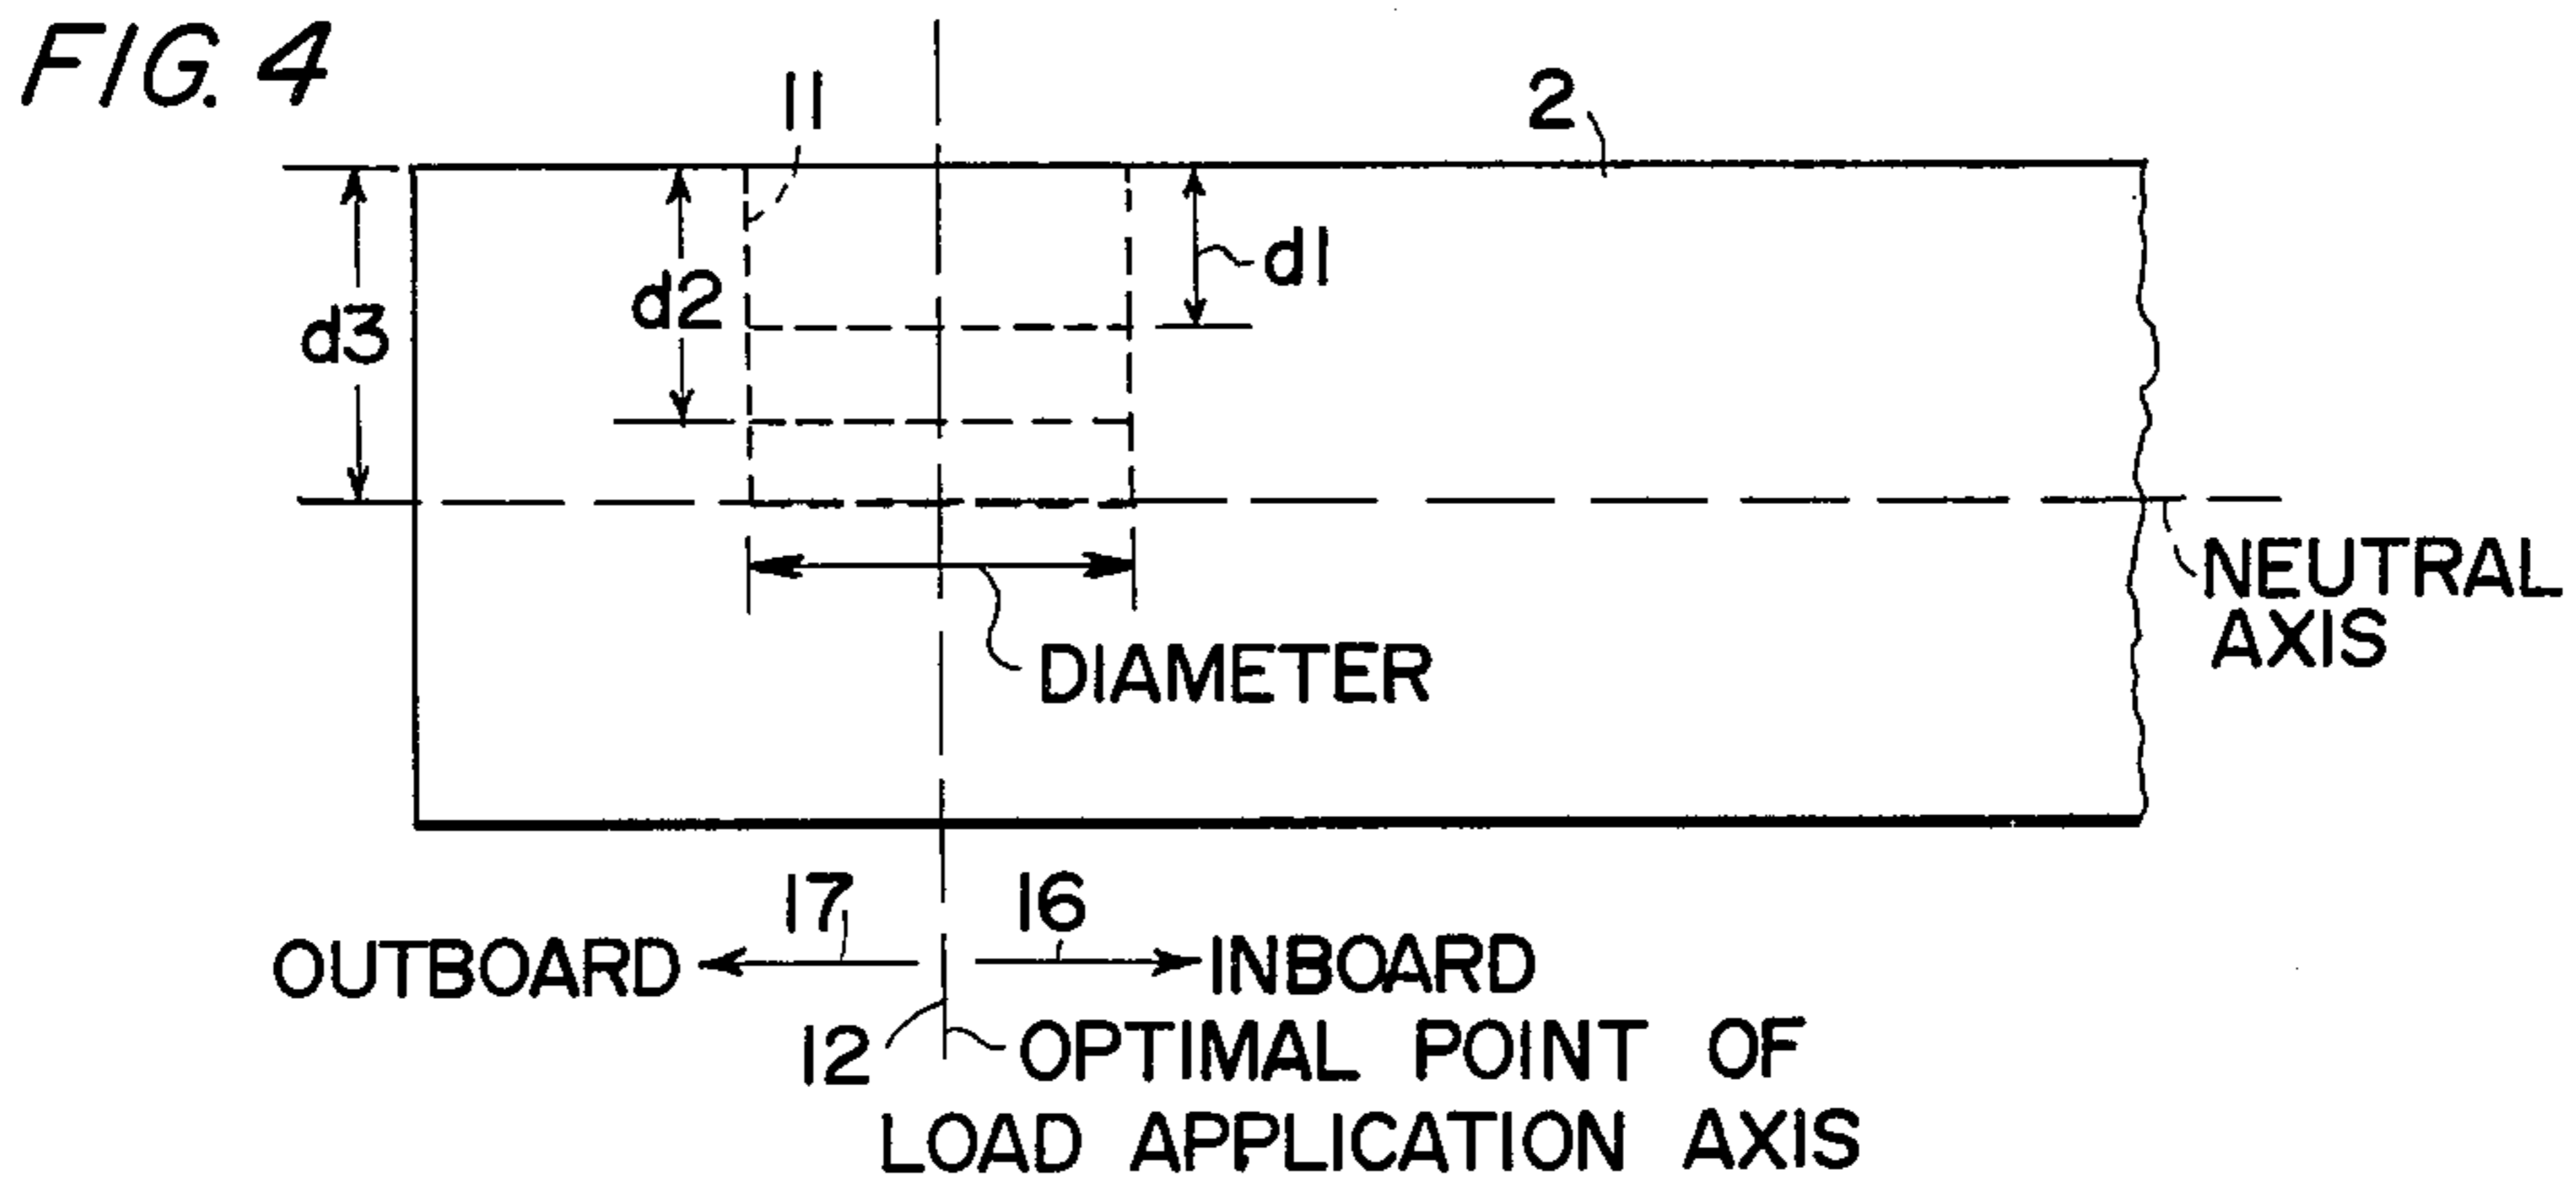 FIG. 4
11
2
d1
d2
d3
NEUTRAL
AXIS
DIAMETER
17
16
OUTBOARD
INBOARD
12
OPTIMAL POINT OF
LOAD APPLICATION AXIS